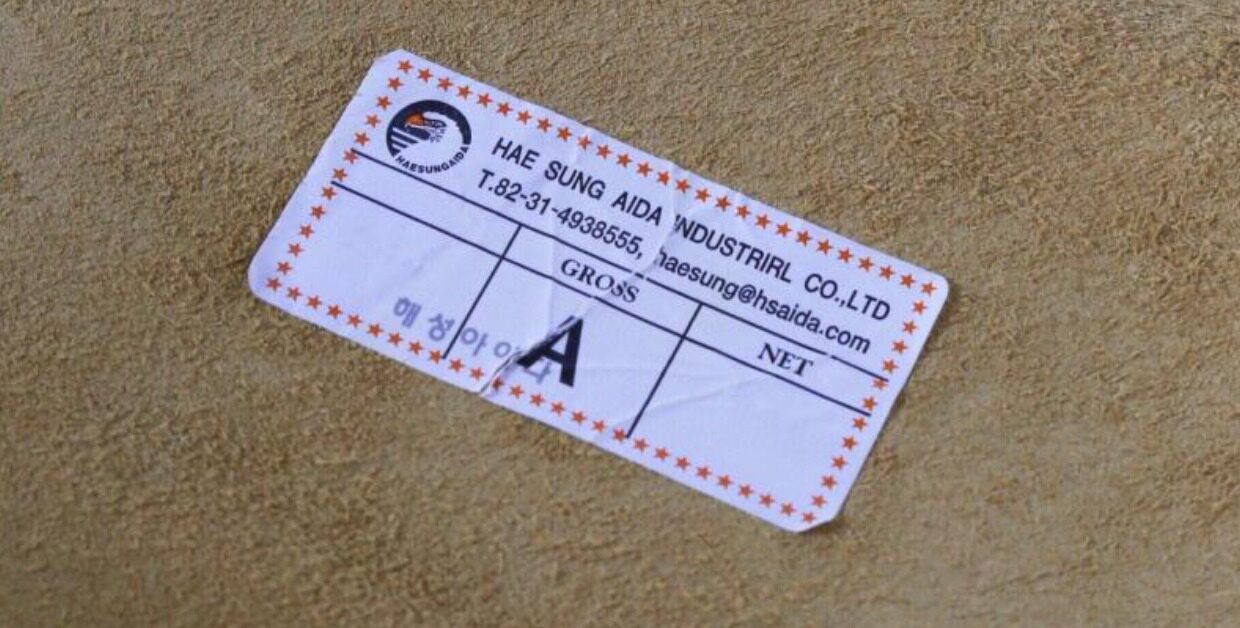 HAESUNGAIDA
HAE SUNG AIDA INDUSTRIRL CO.,LTD
T.82-31-4938555, haesung@hsaida.com
GROSS
NET
A
해성아이다